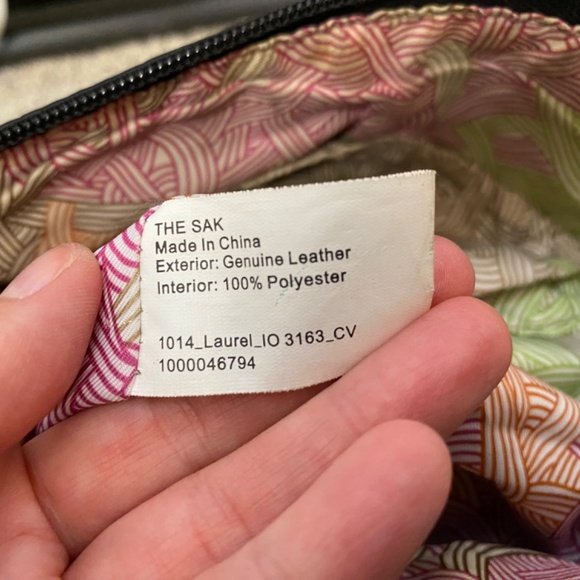 THE SAK
Made In China
Exterior: Genuine Leather
Interior: 100% Polyester
1014_Laurel_IO 3163_CV
1000046794